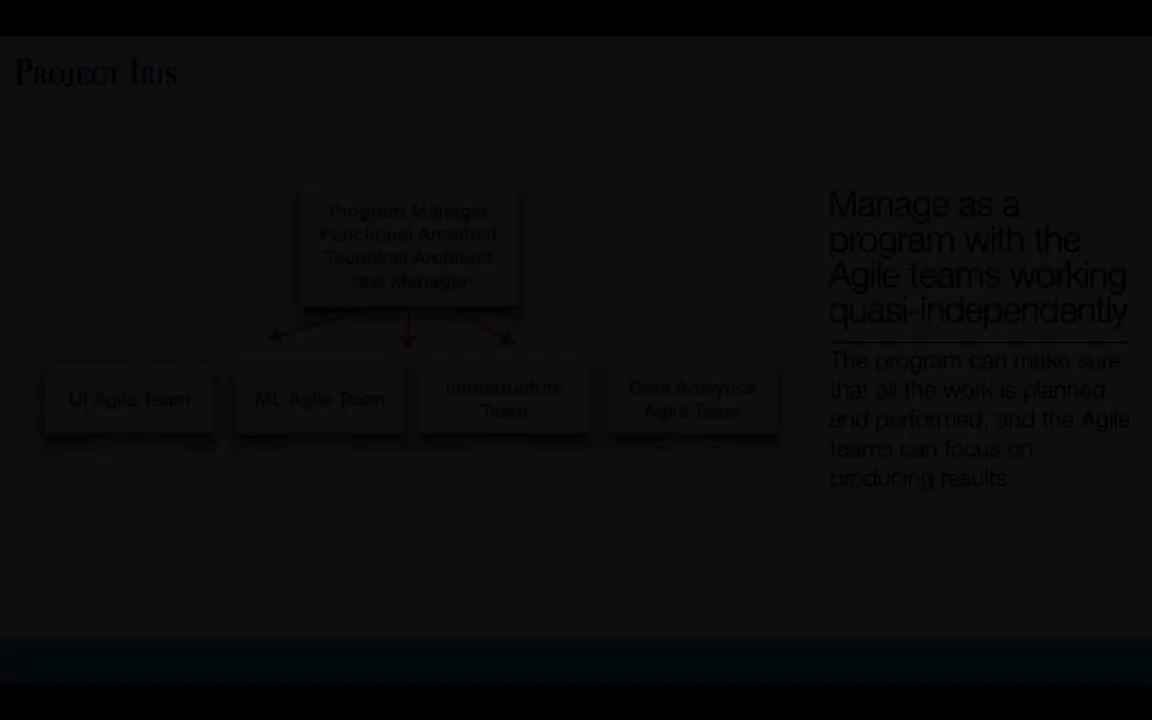 Project Iris
Program Manager
Functional Architect
Technical Architect
Test Manager
UI Agile Team
ML Agile Team
Infrastructure
Team
Data Analytics
Agile Team
Manage as a
program with the
Agile teams working
quasi-independently
The program can make sure
that all the work is planned
and performed, and the Agile
teams can focus on
producing results.